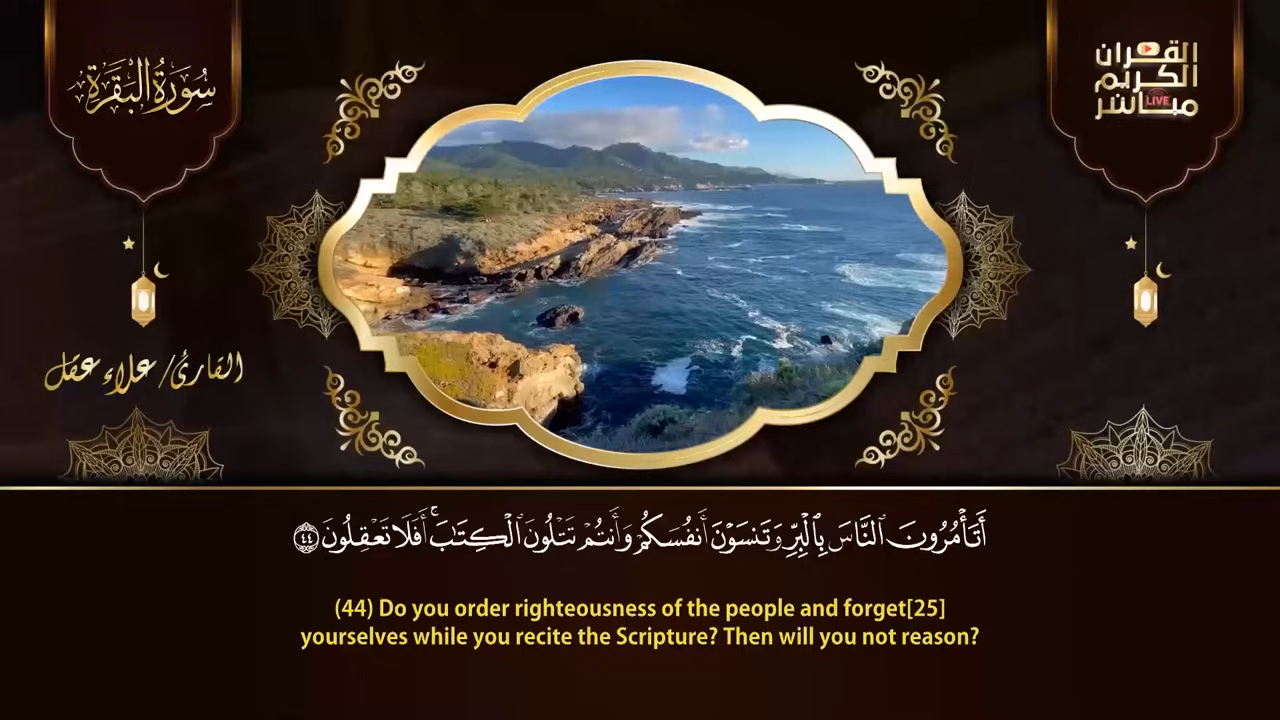 سُورَةُ البَقَرَةِ
القرآن
الكريم
مباشر
LIVE
القارئ/ علاء عقل
أَتَأْمُرُونَ ٱلنَّاسَ بِٱلْبِرِّ وَتَنسَوْنَ أَنفُسَكُمْ وَأَنتُمْ تَتْلُونَ ٱلْكِتَٰبَ ۚ أَفَلَا تَعْقِلُونَ ٤٤
(44) Do you order righteousness of the people and forget[25]
yourselves while you recite the Scripture? Then will you not reason?